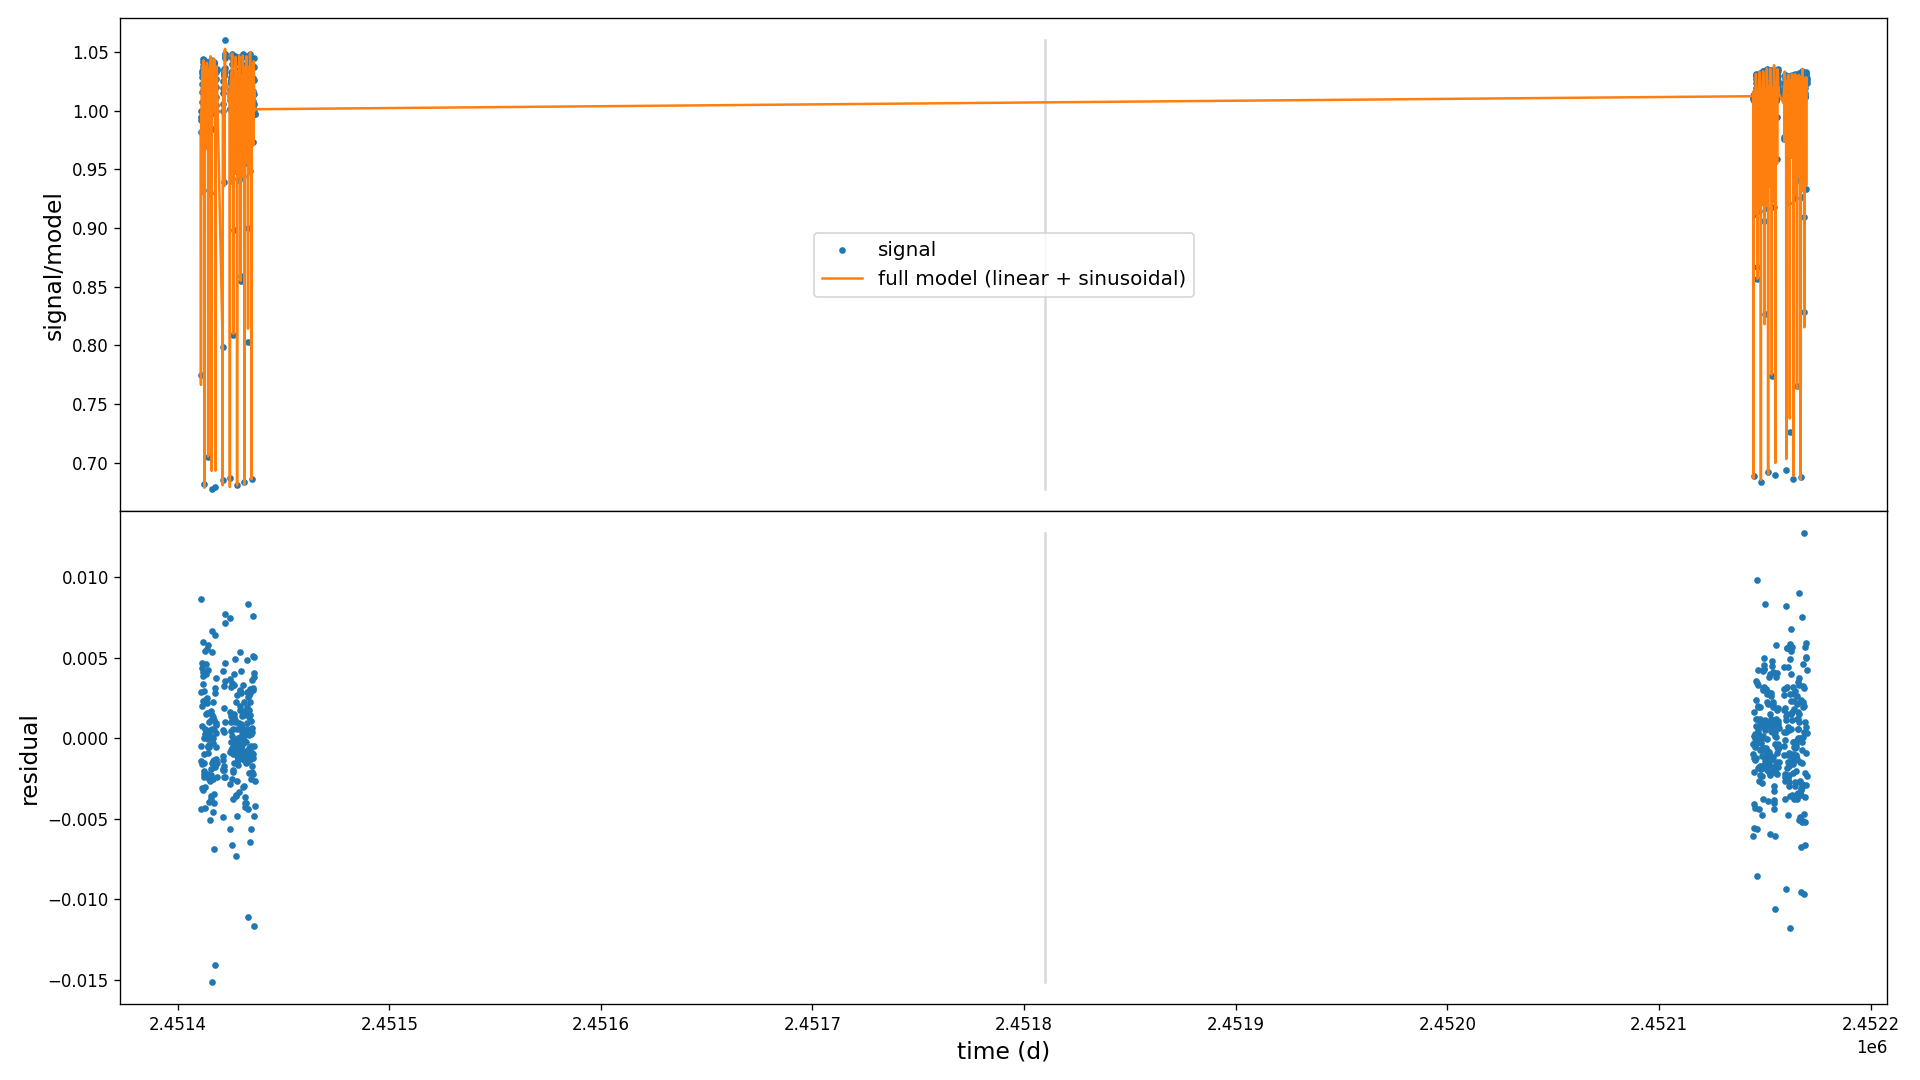 1.05
1.00
0.95
0.90
0.85
0.80
0.75
0.70
signal/model
signal
full model (linear + sinusoidal)
0.010
0.005
0.000
−0.005
−0.010
−0.015
residual
2.4514 2.4515 2.4516 2.4517 2.4518 2.4519 2.4520 2.4521 2.4522
1e6
time (d)